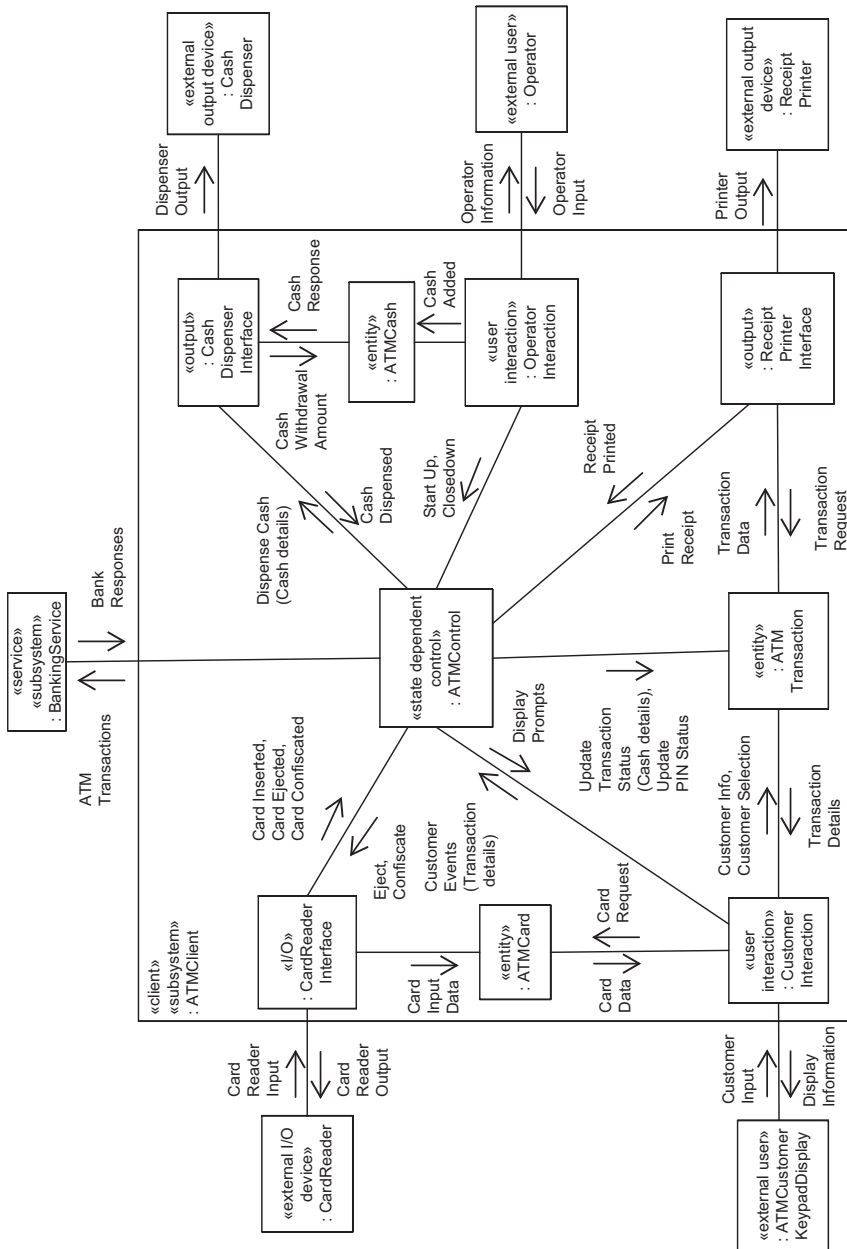 «service»
«subsystem»
: BankingService
ATM
Transactions
Bank
Responses
«client»
«subsystem»
: ATMClient
«external I/O
device»
: CardReader
Card
Reader
Input
Card
Reader
Output
«I/O»
: CardReader
Interface
Card Inserted,
Card Ejected,
Card Confiscated
Eject,
Confiscate
Card
Input
Data
«entity»
: ATMCard
Card
Request
Card
Data
Customer
Events
(Transaction
details)
Display
Prompts
«state dependent
control»
: ATMControl
Dispense Cash
(Cash details)
Cash
Dispensed
«output»
: Cash
Dispenser
Interface
Dispenser
Output
«external
output device»
: Cash
Dispenser
Cash
Withdrawal
Amount
Cash
Response
«entity»
: ATMCash
Cash
Added
Start Up,
Closedown
«user
interaction»
: Operator
Interaction
Operator
Information
Operator
Input
«external user»
: Operator
Update
Transaction
Status
(Cash details),
Update
PIN Status
Print
Receipt
Receipt
Printed
«external user»
: ATMCustomer
KeypadDisplay
Customer
Input
Display
Information
«user
interaction»
: Customer
Interaction
Customer Info,
Customer Selection
Transaction
Details
«entity»
: ATM
Transaction
Transaction
Data
Transaction
Request
«output»
: Receipt
Printer
Interface
Printer
Output
«external output
device»
: Receipt
Printer